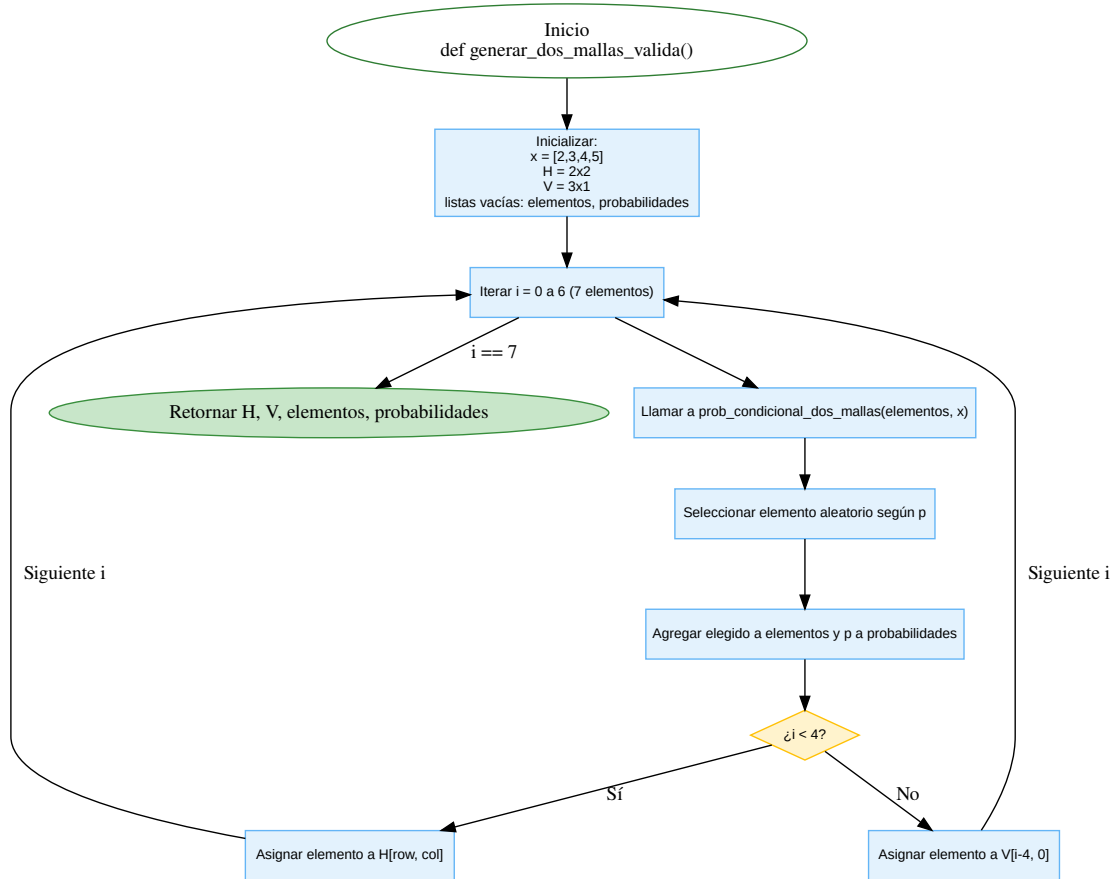 Inicio
def generar_dos_mallas_valida()
Inicializar:
x = [2,3,4,5]
H = 2x2
V = 3x1
listas vacías: elementos, probabilidades
Iterar i = 0 a 6 (7 elementos)
i == 7
Retornar H, V, elementos, probabilidades
Llamar a prob_condicional_dos_mallas(elementos, x)
Seleccionar elemento aleatorio según p
Siguiente i
Siguiente i
Agregar elegido a elementos y p a probabilidades
¿i < 4?
Sí
No
Asignar elemento a H[row, col]
Asignar elemento a V[i-4, 0]